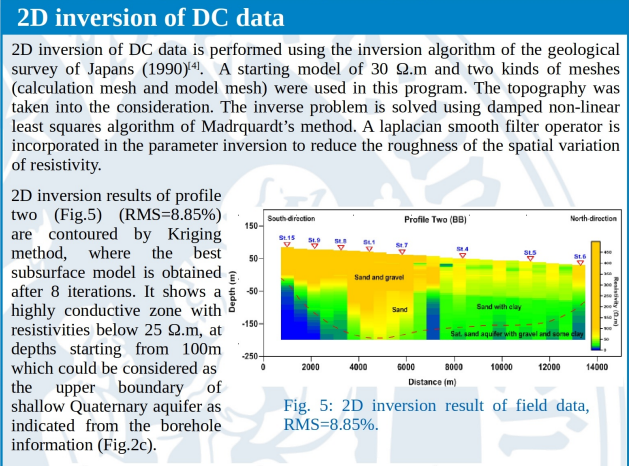 2D inversion of DC data
2D inversion of DC data is performed using the inversion algorithm of the geological
survey of Japans (1990)[4].  A starting model of 30 Ω.m and two kinds of meshes
(calculation mesh and model mesh) were used in this program. The topography was
taken into the consideration. The inverse problem is solved using damped non-linear
least squares algorithm of Madrquardt’s method. A laplacian smooth filter operator is
incorporated in the parameter inversion to reduce the roughness of the spatial variation
of resistivity.
2D inversion results of profile
two (Fig.5) (RMS=8.85%)
are contoured by Kriging
method, where the best
subsurface model is obtained
after 8 iterations. It shows a
highly conductive zone with
resistivities below 25 Ω.m, at
depths starting from 100m
which could be considered as
the upper boundary of
shallow Quaternary aquifer as
indicated from the borehole
information (Fig.2c).
South-direction
Profile Two (BB)
North-direction
St.15 St.9 St.8 St.1 St.7 St.4 St.5 St.6
150
50
-50
-150
-250
Depth (m)
Sand and gravel
Sand
Sand with clay
Sat. sand aquifer with gravel and some clay
0 2000 4000 6000 8000 10000 12000 14000
Distance (m)
Resistivity (Ω.m)
Fig. 5: 2D inversion result of field data,
RMS=8.85%.